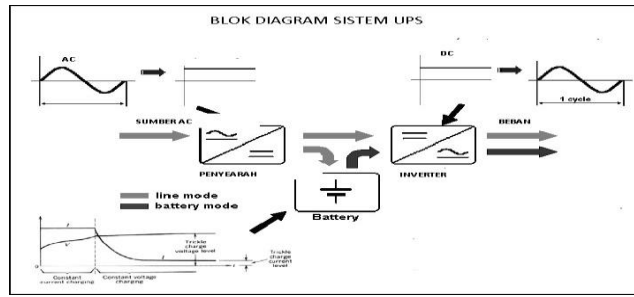 BLOK DIAGRAM SISTEM UPS
AC
DC
1 cycle
SUMBER AC
BEBAN
PENYEARAH
INVERTER
line mode
battery mode
Battery
I
V
Trickle
charge
voltage level
Trickle
charge
current
level
0
t
Constant
current charging
Constant voltage
charging